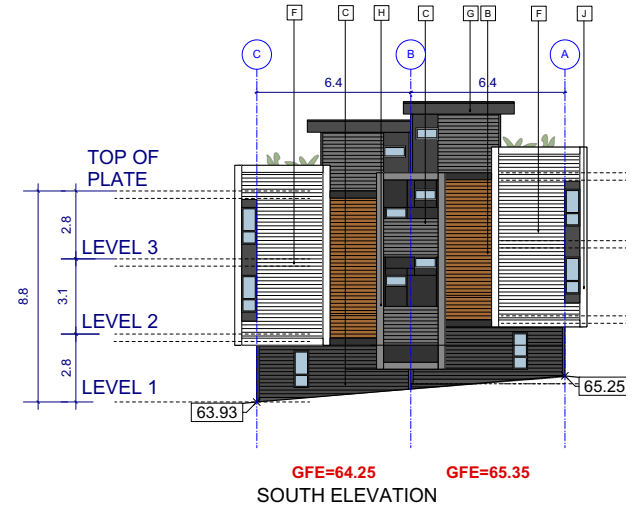 F C H C G B F J
C B A
6.4 6.4
TOP OF
PLATE
2.8
LEVEL 3
8.8
3.1
LEVEL 2
2.8
LEVEL 1
63.93
65.25
GFE=64.25 GFE=65.35
SOUTH ELEVATION